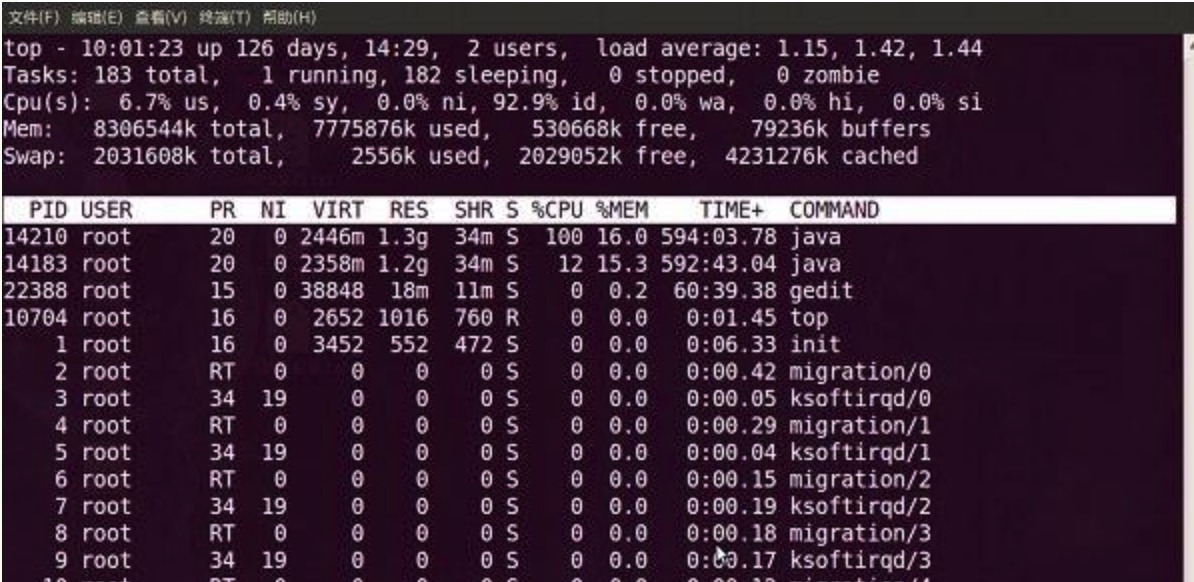 文件(F) 编辑(E) 查看(V) 终端(T) 帮助(H)
top - 10:01:23 up 126 days, 14:29,  2 users,  load average: 1.15, 1.42, 1.44
Tasks: 183 total,   1 running, 182 sleeping,   0 stopped,   0 zombie
Cpu(s):  6.7% us,  0.4% sy,  0.0% ni, 92.9% id,  0.0% wa,  0.0% hi,  0.0% si
Mem:   8306544k total,  7775876k used,   530668k free,    79236k buffers
Swap:  2031608k total,     2556k used,  2029052k free,  4231276k cached
PID USER      PR  NI  VIRT  RES  SHR S %CPU %MEM    TIME+  COMMAND
14210 root      20   0 2446m 1.3g  34m S  100 16.0 594:03.78 java
14183 root      20   0 2358m 1.2g  34m S   12 15.3 592:43.04 java
22388 root      15   0 38848  18m  11m S    0  0.2  60:39.38 gedit
10704 root      16   0  2652 1016  760 R    0  0.0   0:01.45 top
1 root      16   0  3452  552  472 S    0  0.0   0:06.33 init
2 root      RT   0     0    0    0 S    0  0.0   0:00.42 migration/0
3 root      34  19     0    0    0 S    0  0.0   0:00.05 ksoftirqd/0
4 root      RT   0     0    0    0 S    0  0.0   0:00.29 migration/1
5 root      34  19     0    0    0 S    0  0.0   0:00.04 ksoftirqd/1
6 root      RT   0     0    0    0 S    0  0.0   0:00.15 migration/2
7 root      34  19     0    0    0 S    0  0.0   0:00.19 ksoftirqd/2
8 root      RT   0     0    0    0 S    0  0.0   0:00.18 migration/3
9 root      34  19     0    0    0 S    0  0.0   0:00.17 ksoftirqd/3